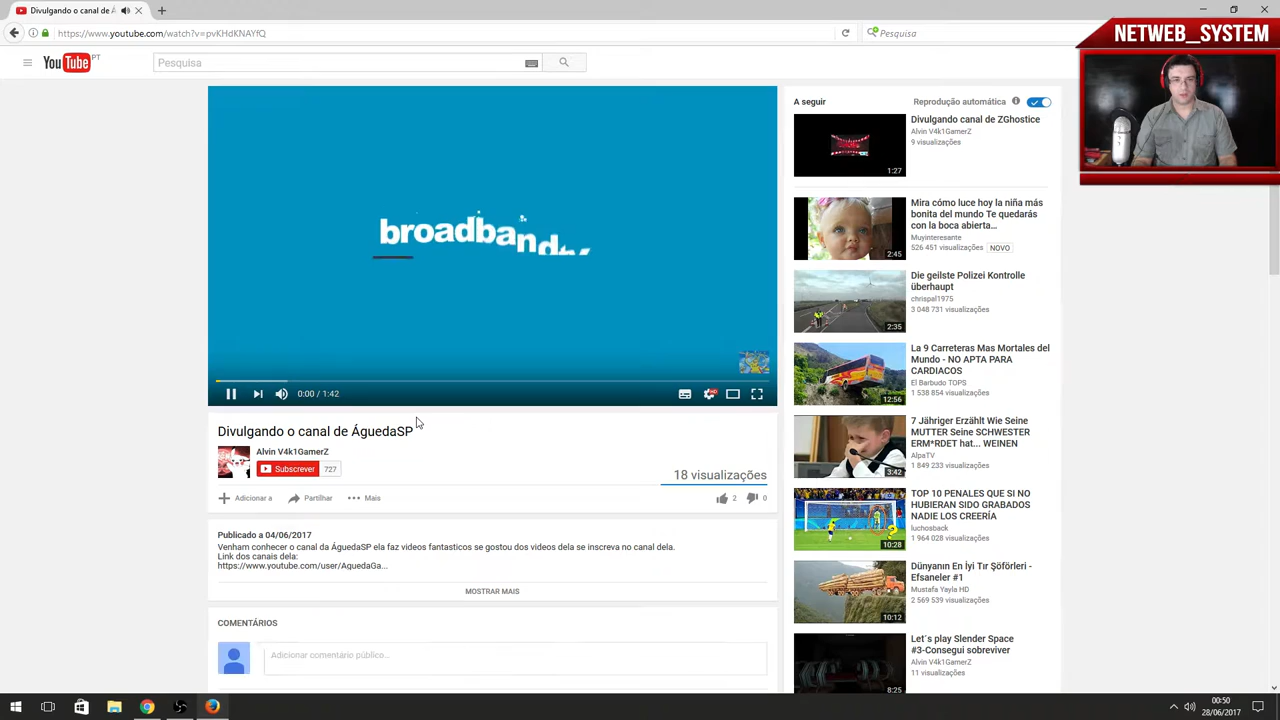 Divulgando o canal de Á
https://www.youtube.com/watch?v=pvKHdKNAYfQ
Pesquisa
NETWEB_SYSTEM
YouTube PT
Pesquisa
broadbandtv
0:00 / 1:42
HD
Divulgando o canal de ÁguedaSP
Alvin V4k1GamerZ
Subscrever 727
18 visualizações
Adicionar a Partilhar Mais
2 0
Publicado a 04/06/2017
Venham conhecer o canal da ÁguedaSP ela faz videos fantasticos se gostou dos videos dela se inscreva no canal dela.
Link dos canais dela:
https://www.youtube.com/user/AguedaGa...
MOSTRAR MAIS
COMENTÁRIOS
Adicionar comentário público...
A seguir
Reprodução automática
1:27
Divulgando canal de ZGhostice
Alvin V4k1GamerZ
9 visualizações
2:45
Mira cómo luce hoy la niña más
bonita del mundo Te quedarás
con la boca abierta...
Muyinteresante
526 451 visualizações NOVO
2:35
Die geilste Polizei Kontrolle
überhaupt
chrispal1975
3 048 731 visualizações
12:56
La 9 Carreteras Mas Mortales del
Mundo - NO APTA PARA
CARDIACOS
El Barbudo TOPS
1 538 854 visualizações
3:42
7 Jähriger Erzählt Wie Seine
MUTTER Seine SCHWESTER
ERM*RDET hat... WEINEN
AlpaTV
1 849 233 visualizações
10:28
TOP 10 PENALES QUE SI NO
HUBIERAN SIDO GRABADOS
NADIE LOS CREERÍA
luchosback
1 964 028 visualizações
10:12
Dünyanın En İyi Tır Şöförleri -
Efsaneler #1
Mustafa Yayla HD
2 569 539 visualizações
8:25
Let´s play Slender Space
#3-Consegui sobreviver
Alvin V4k1GamerZ
11 visualizações
00:50
28/06/2017